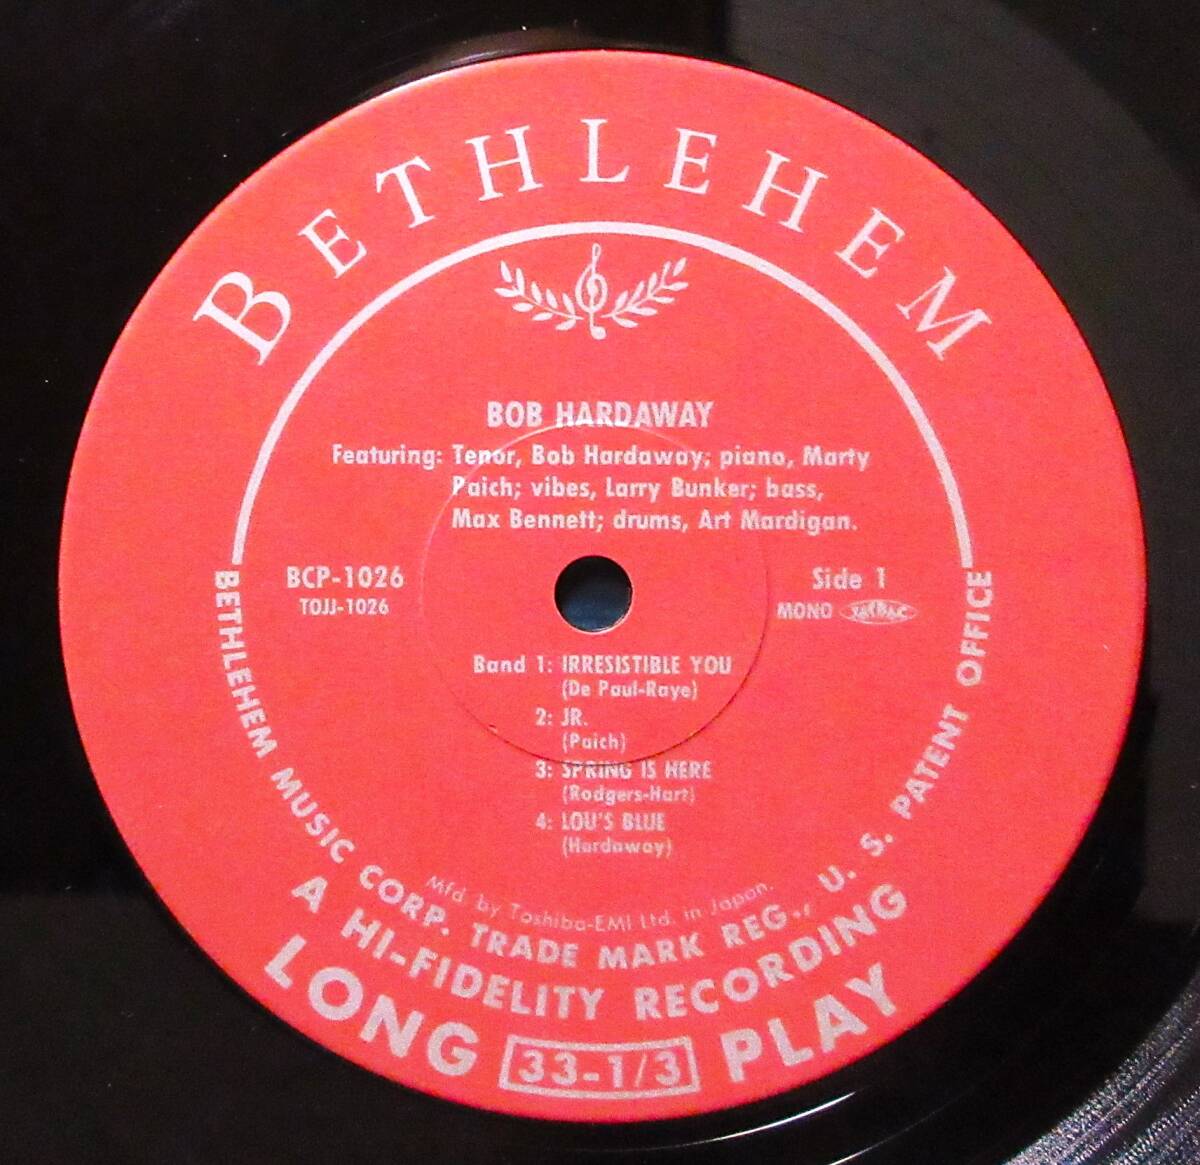 BETHLEHEM
BOB HARDAWAY
Featuring: Tenor, Bob Hardaway; piano, Marty
Paich; vibes, Larry Bunker; bass,
Max Bennett; drums, Art Mardigan.
BCP-1026
TOJJ-1026
Side 1
MONO
Band 1: IRRESISTIBLE YOU
(De Paul-Raye)
2: JR.
(Paich)
3: SPRING IS HERE
(Rodgers-Hart)
4: LOU'S BLUE
(Hardaway)
Mfd by Toshiba-EMI Ltd. in Japan.
BETHLEHEM MUSIC CORP. TRADE MARK REG., U. S. PATENT OFFICE
A HI-FIDELITY RECORDING
LONG 33-1/3 PLAY